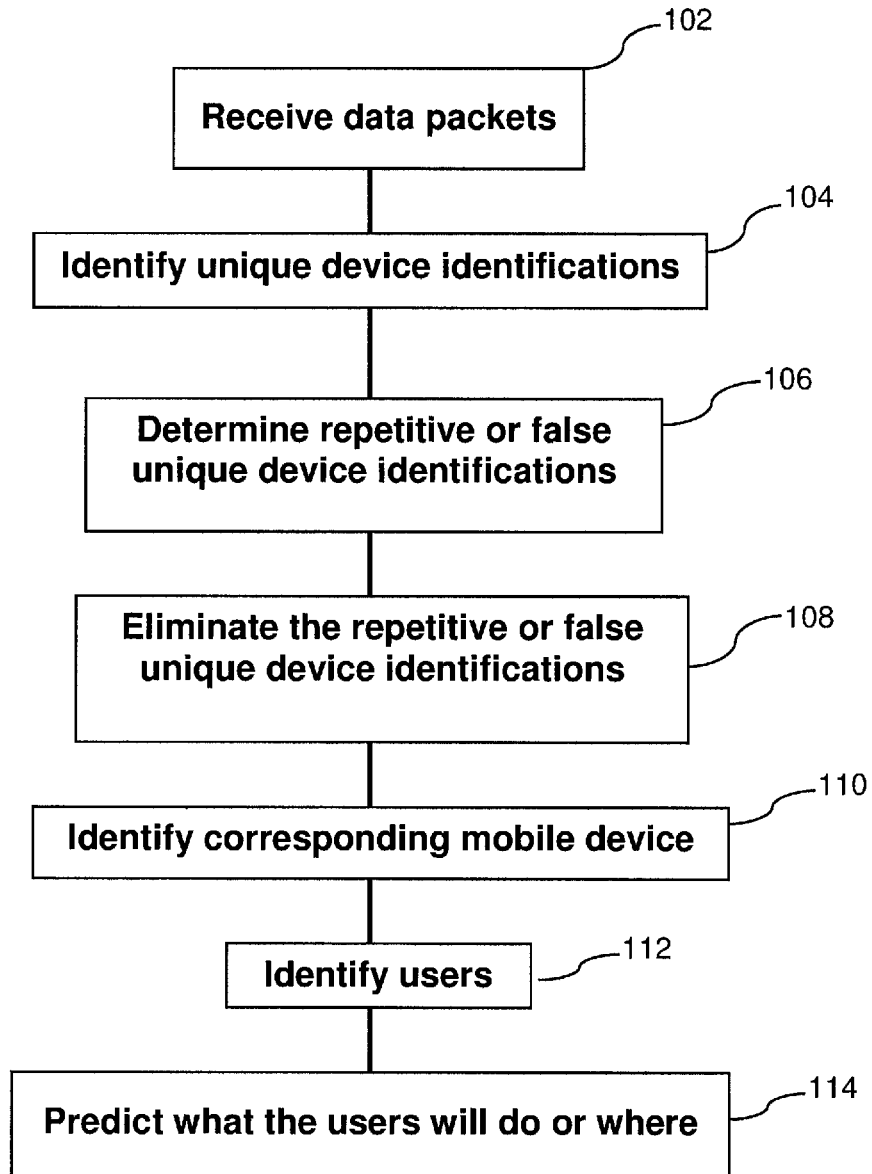 102
Receive data packets
104
Identify unique device identifications
106
Determine repetitive or false
unique device identifications
108
Eliminate the repetitive or false
unique device identifications
110
Identify corresponding mobile device
112
Identify users
114
Predict what the users will do or where